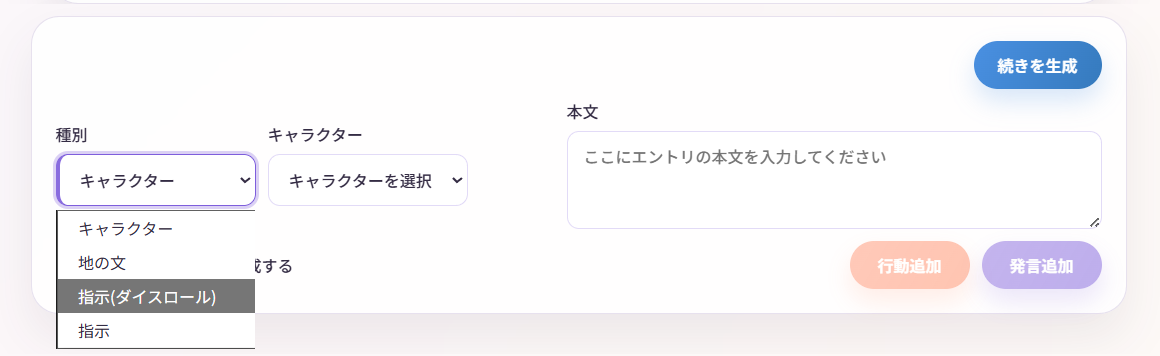 続きを生成
種別
キャラクター
本文
キャラクター
キャラクターを選択
ここにエントリの本文を入力してください
キャラクター
地の文
指示(ダイスロール)
指示
する
行動追加
発言追加